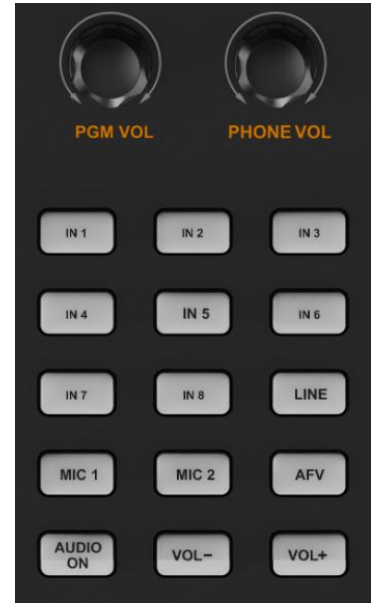 PGM VOL PHONE VOL
IN 1 IN 2 IN 3
IN 4 IN 5 IN 6
IN 7 IN 8 LINE
MIC 1 MIC 2 AFV
AUDIO
ON
VOL− VOL+